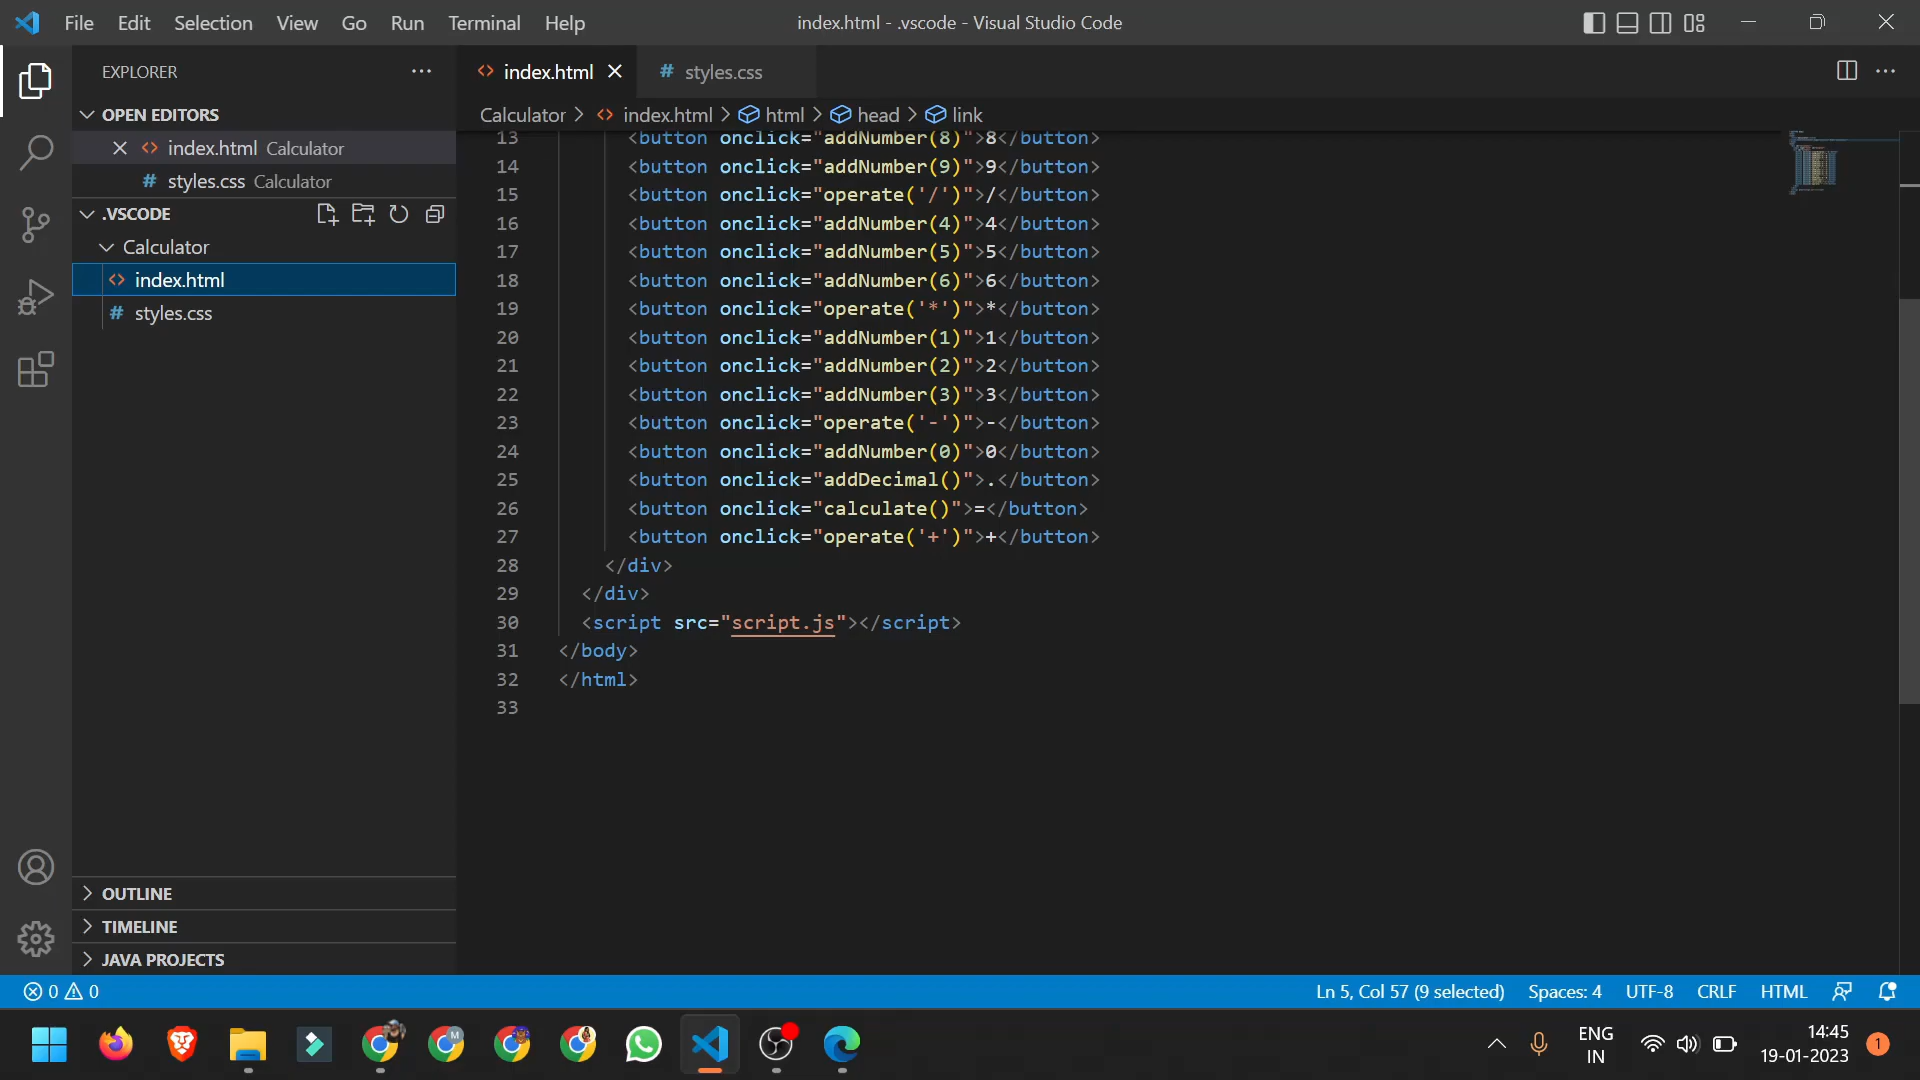 File Edit Selection View Go Run Terminal Help
index.html - .vscode - Visual Studio Code
EXPLORER
OPEN EDITORS
index.html Calculator
# styles.css Calculator
.VSCODE
Calculator
index.html
# styles.css
OUTLINE
TIMELINE
JAVA PROJECTS
index.html
# styles.css
Calculator > index.html > html > head > link
13 <button onclick="addNumber(8)">8</button>
14 <button onclick="addNumber(9)">9</button>
15 <button onclick="operate('/')">/</button>
16 <button onclick="addNumber(4)">4</button>
17 <button onclick="addNumber(5)">5</button>
18 <button onclick="addNumber(6)">6</button>
19 <button onclick="operate('*')">*</button>
20 <button onclick="addNumber(1)">1</button>
21 <button onclick="addNumber(2)">2</button>
22 <button onclick="addNumber(3)">3</button>
23 <button onclick="operate('-')">-</button>
24 <button onclick="addNumber(0)">0</button>
25 <button onclick="addDecimal()">.</button>
26 <button onclick="calculate()">=</button>
27 <button onclick="operate('+')">+</button>
28 </div>
29 </div>
30 <script src="script.js"></script>
31 </body>
32 </html>
33
0 0
Ln 5, Col 57 (9 selected) Spaces: 4 UTF-8 CRLF HTML
M
ENG
IN
14:45
19-01-2023
1